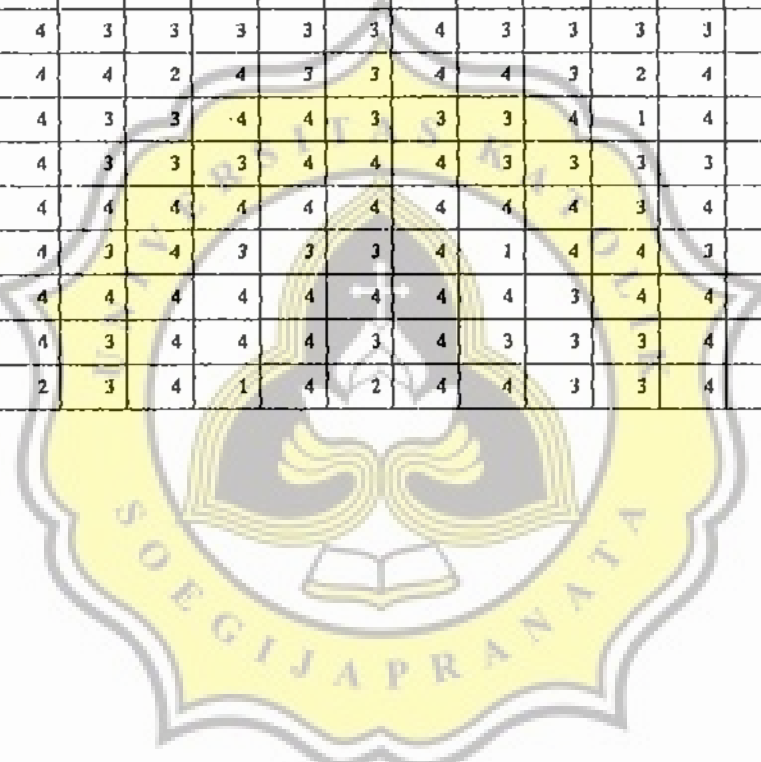 4 3 3 3 3 3 4 3 3 3 3
4 4 2 4 3 3 4 4 3 2 4
4 3 3 4 4 3 3 3 4 1 4
4 3 3 3 4 4 4 3 3 3 3
4 4 4 4 4 4 4 4 4 3 4
4 3 4 3 3 3 4 1 4 4 3
4 4 4 4 4 4 4 4 3 4 4
4 3 4 4 4 3 4 3 3 3 4
2 3 4 1 4 2 4 4 3 3 4
UNIVERSITAS KATOLIK
SOEGIJAPRANATA